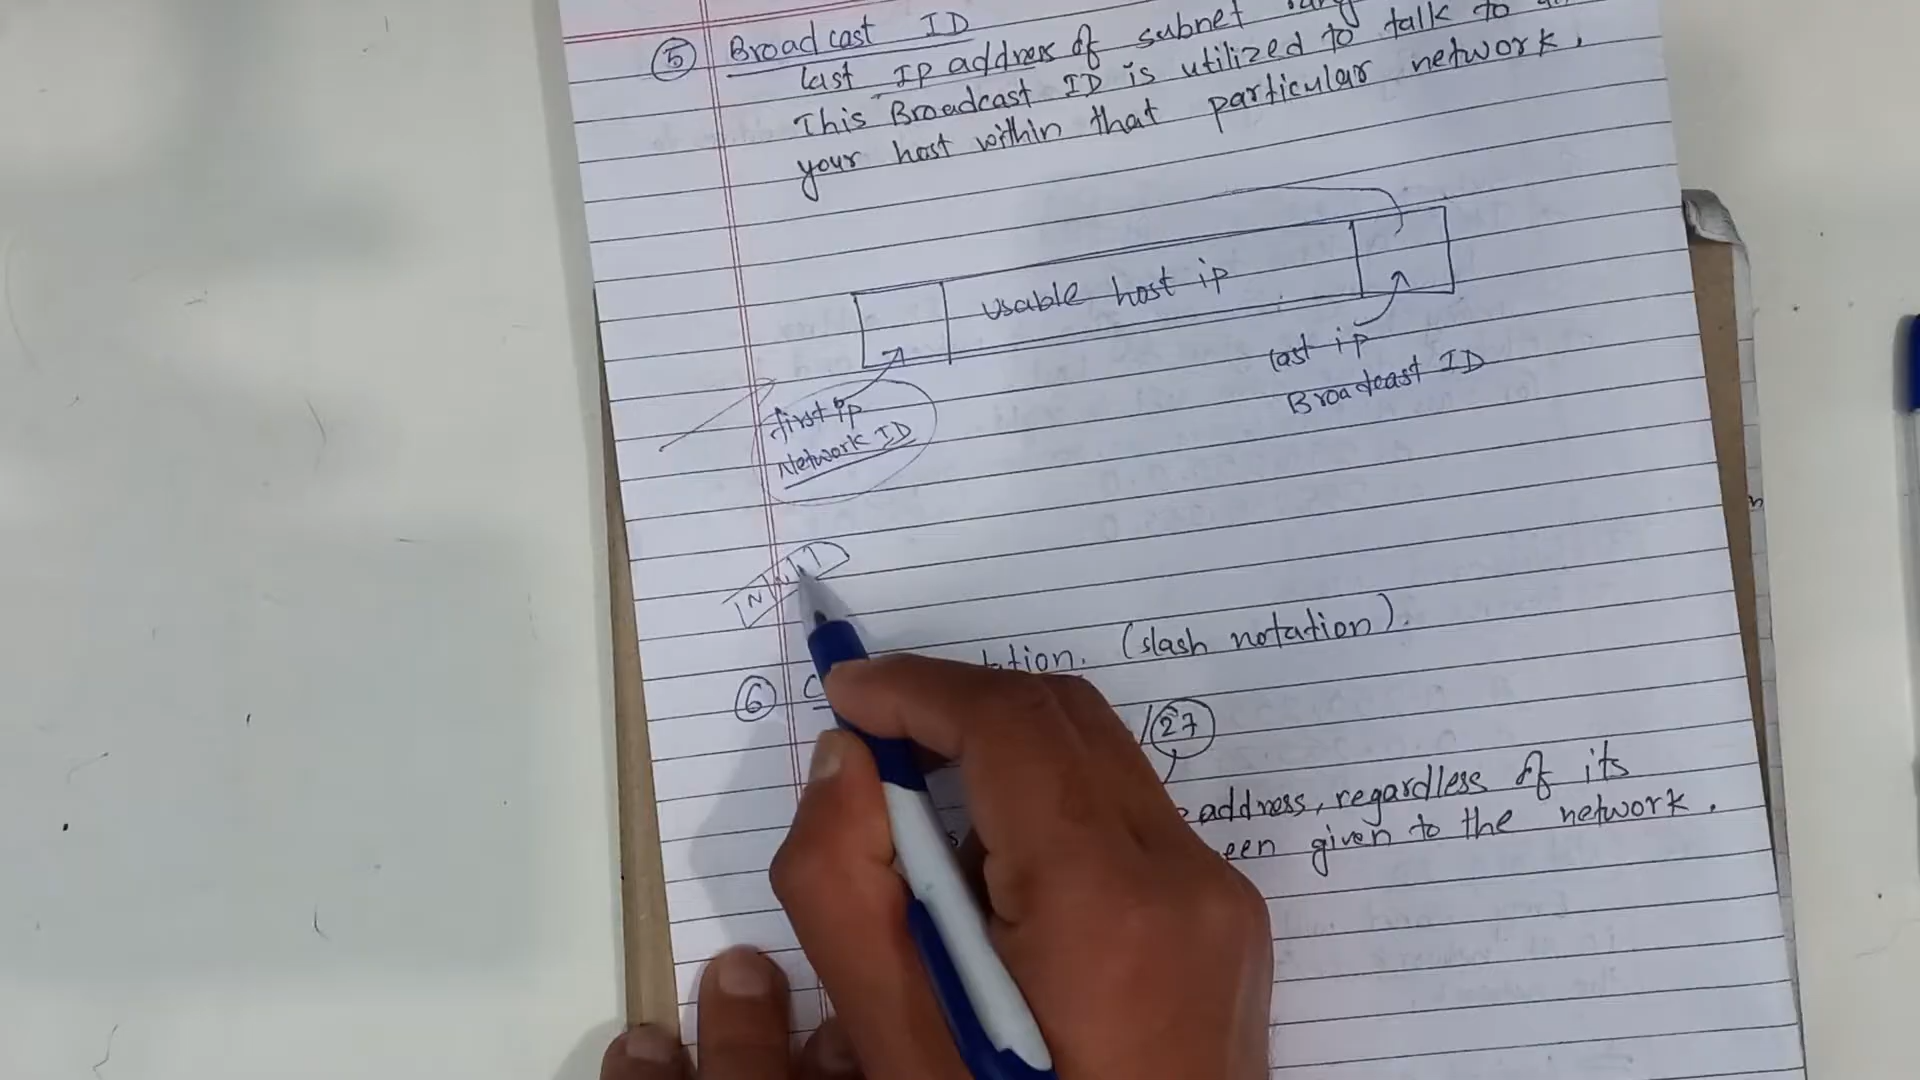 5 Broadcast ID
last IP address of subnet
This Broadcast ID is utilized to talk to
your host within that particular network.
usable host ip
first ip
Network ID
last ip
Broadcast ID
N N
6 (slash notation).
/27
address, regardless of its
given to the network.